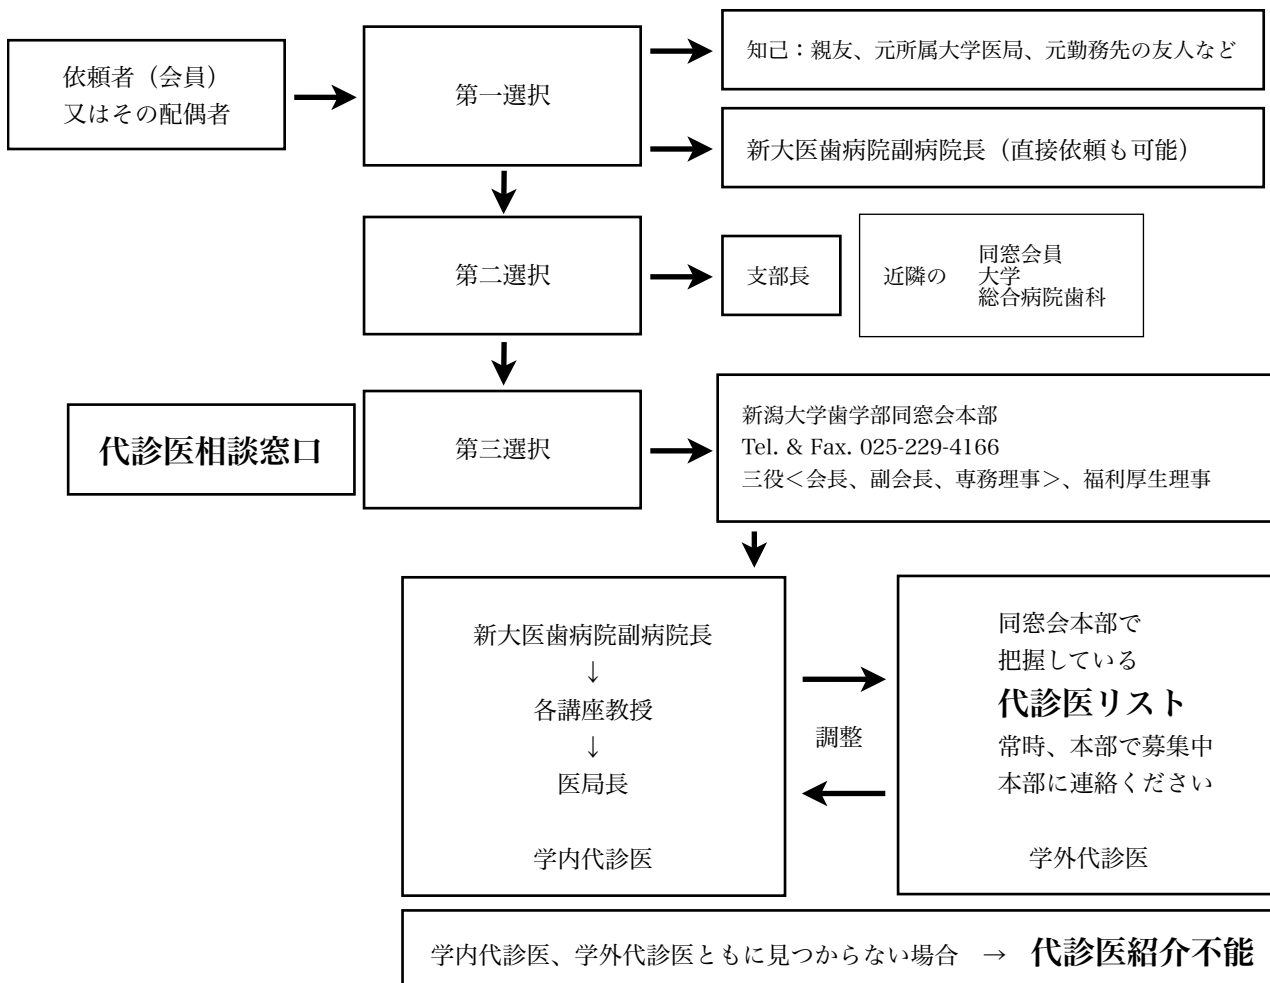 依頼者（会員）
又はその配偶者
第一選択
知己：親友、元所属大学医局、元勤務先の友人など
新大医歯病院副病院長（直接依頼も可能）
第二選択
支部長
近隣の
同窓会員
大学
総合病院歯科
代診医相談窓口
第三選択
新潟大学歯学部同窓会本部
Tel. & Fax. 025-229-4166
三役＜会長、副会長、専務理事＞、福利厚生理事
新大医歯病院副病院長
↓
各講座教授
↓
医局長
学内代診医
調整
同窓会本部で
把握している
代診医リスト
常時、本部で募集中
本部に連絡ください
学外代診医
学内代診医、学外代診医ともに見つからない場合　→　代診医紹介不能